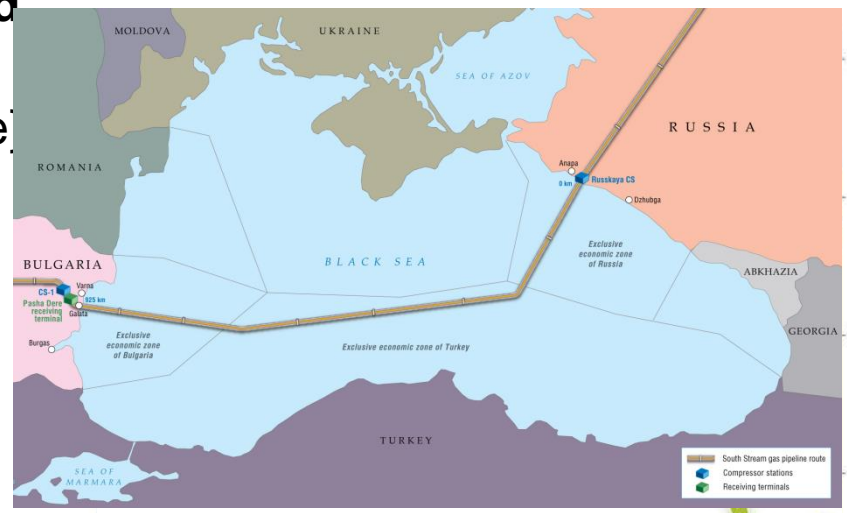 d
e]
MOLDOVA
UKRAINE
SEA OF AZOV
RUSSIA
ROMANIA
Anapa
0 km
Russkaya CS
Dzhubga
BLACK SEA
Exclusive
economic zone
of Russia
BULGARIA
ABKHAZIA
Varna
CS-1
925 km
Pasha Dere
receiving
terminal
Galata
GEORGIA
Burgas
Exclusive
economic zone
of Bulgaria
Exclusive economic zone of Turkey
TURKEY
SEA OF
MARMARA
South Stream gas pipeline route
Compressor stations
Receiving terminals